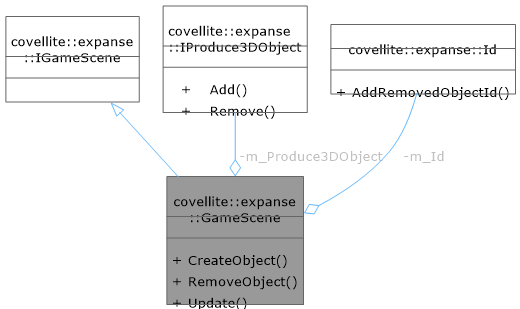 covellite::expanse
::IGameScene
covellite::expanse
::IProduce3DObject
+ Add()
+ Remove()
covellite::expanse::Id
+ AddRemovedObjectId()
-m_Produce3DObject
-m_Id
covellite::expanse
::GameScene
+ CreateObject()
+ RemoveObject()
+ Update()